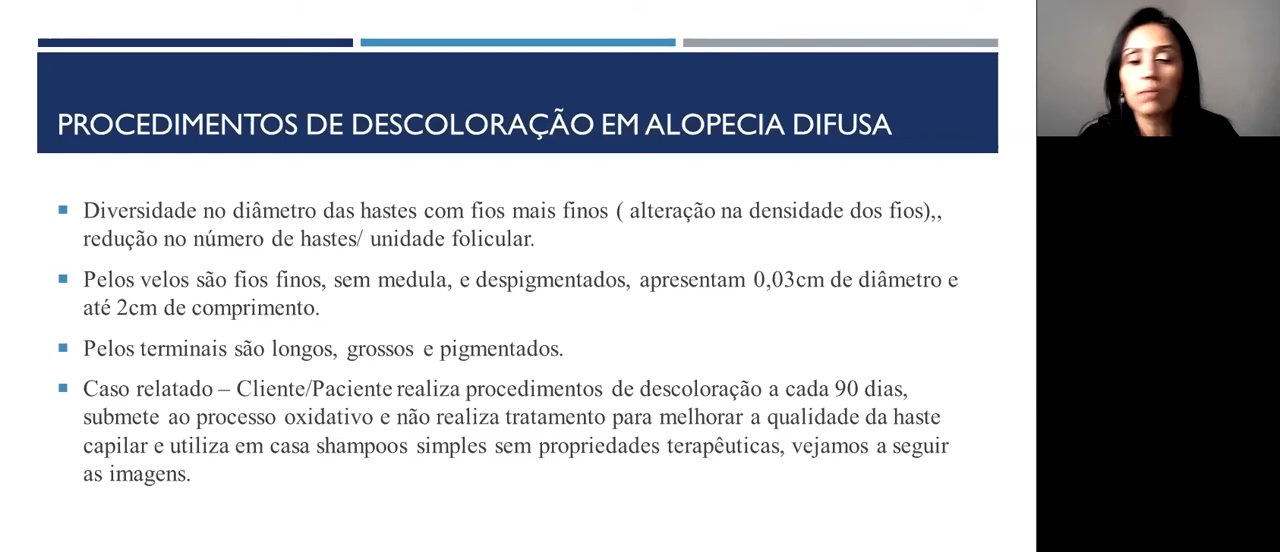 PROCEDIMENTOS DE DESCOLORAÇÃO EM ALOPECIA DIFUSA
Diversidade no diâmetro das hastes com fios mais finos ( alteração na densidade dos fios),,
redução no número de hastes/ unidade folicular.
Pelos velos são fios finos, sem medula, e despigmentados, apresentam 0,03cm de diâmetro e
até 2cm de comprimento.
Pelos terminais são longos, grossos e pigmentados.
Caso relatado – Cliente/Paciente realiza procedimentos de descoloração a cada 90 dias,
submete ao processo oxidativo e não realiza tratamento para melhorar a qualidade da haste
capilar e utiliza em casa shampoos simples sem propriedades terapêuticas, vejamos a seguir
as imagens.